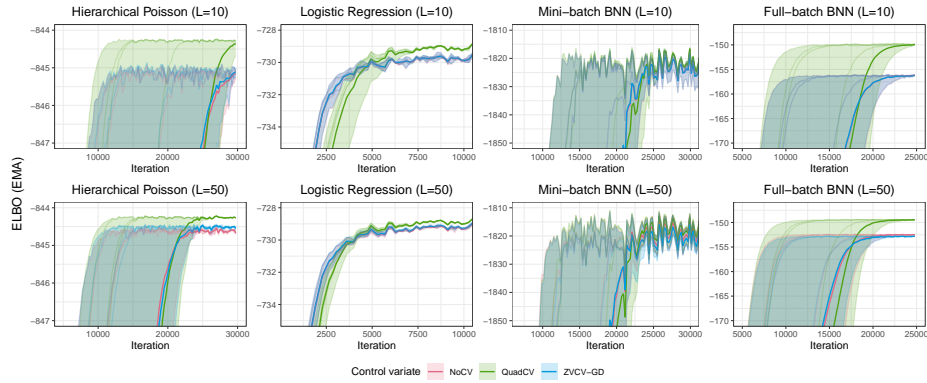 Hierarchical Poisson (L=10)
Logistic Regression (L=10)
Mini−batch BNN (L=10)
Full−batch BNN (L=10)
−844
−845
−846
−847
−728
−730
−732
−734
−1810
−1820
−1830
−1840
−1850
−150
−155
−160
−165
10000 20000 30000
2500 5000 7500 10000
10000 15000 20000 25000 30000
5000 10000 15000 20000 25000
Iteration
Iteration
Iteration
Iteration
ELBO (EMA)
Hierarchical Poisson (L=50)
Logistic Regression (L=50)
Mini−batch BNN (L=50)
Full−batch BNN (L=50)
−844
−845
−846
−847
−728
−730
−732
−734
−1810
−1820
−1830
−1840
−1850
−150
−155
−160
−165
10000 20000 30000
2500 5000 7500 10000
10000 15000 20000 25000 30000
5000 10000 15000 20000 25000
Iteration
Iteration
Iteration
Iteration
Control variate NoCV QuadCV ZVCV−GD